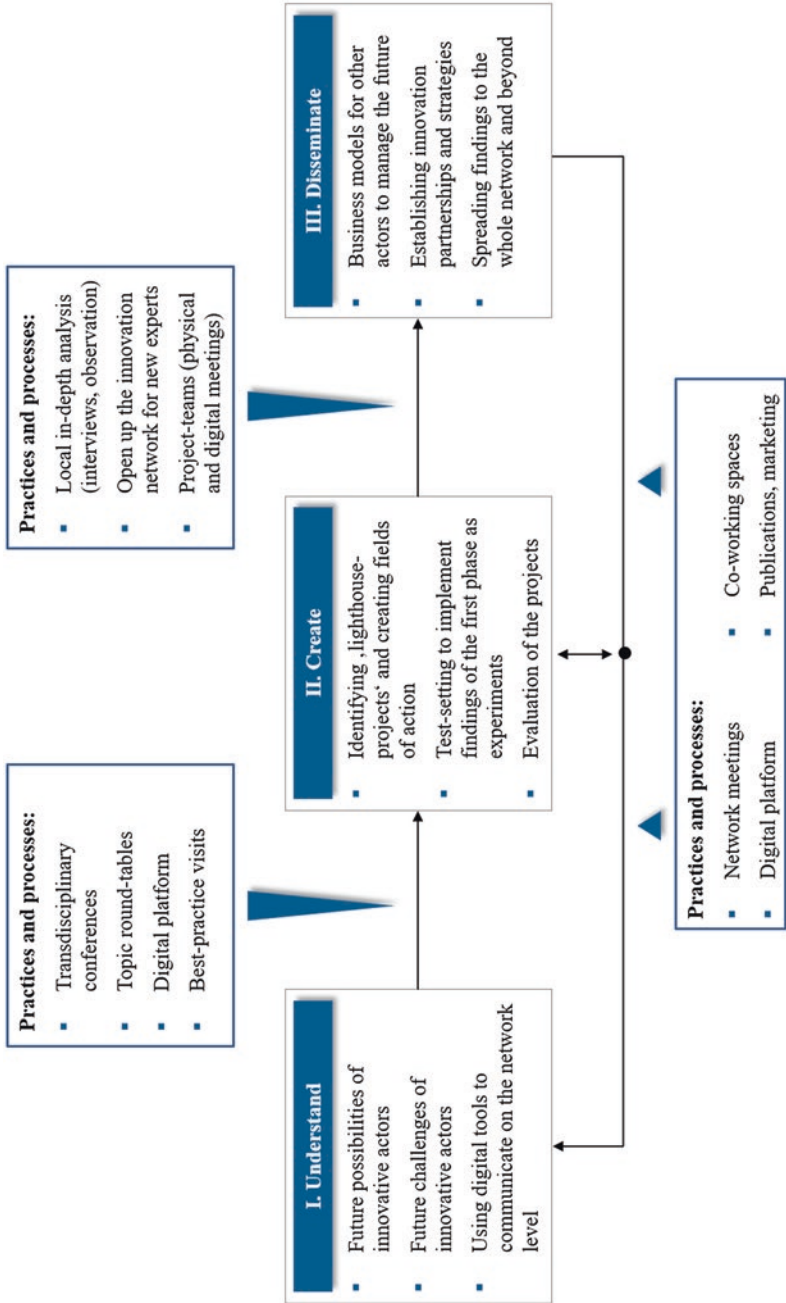 Practices and processes:
Transdisciplinary
conferences
Topic round-tables
Digital platform
Best-practice visits
Practices and processes:
Local in-depth analysis
(interviews, observation)
Open up the innovation
network for new experts
Project-teams (physical
and digital meetings)
I. Understand
Future possibilities of
innovative actors
Future challenges of
innovative actors
Using digital tools to
communicate on the network
level
II. Create
Identifying ‚lighthouse-
projects‘ and creating fields
of action
Test-setting to implement
findings of the first phase as
experiments
Evaluation of the projects
III. Disseminate
Business models for other
actors to manage the future
Establishing innovation
partnerships and strategies
Spreading findings to the
whole network and beyond
Practices and processes:
Network meetings
Digital platform
Co-working spaces
Publications, marketing